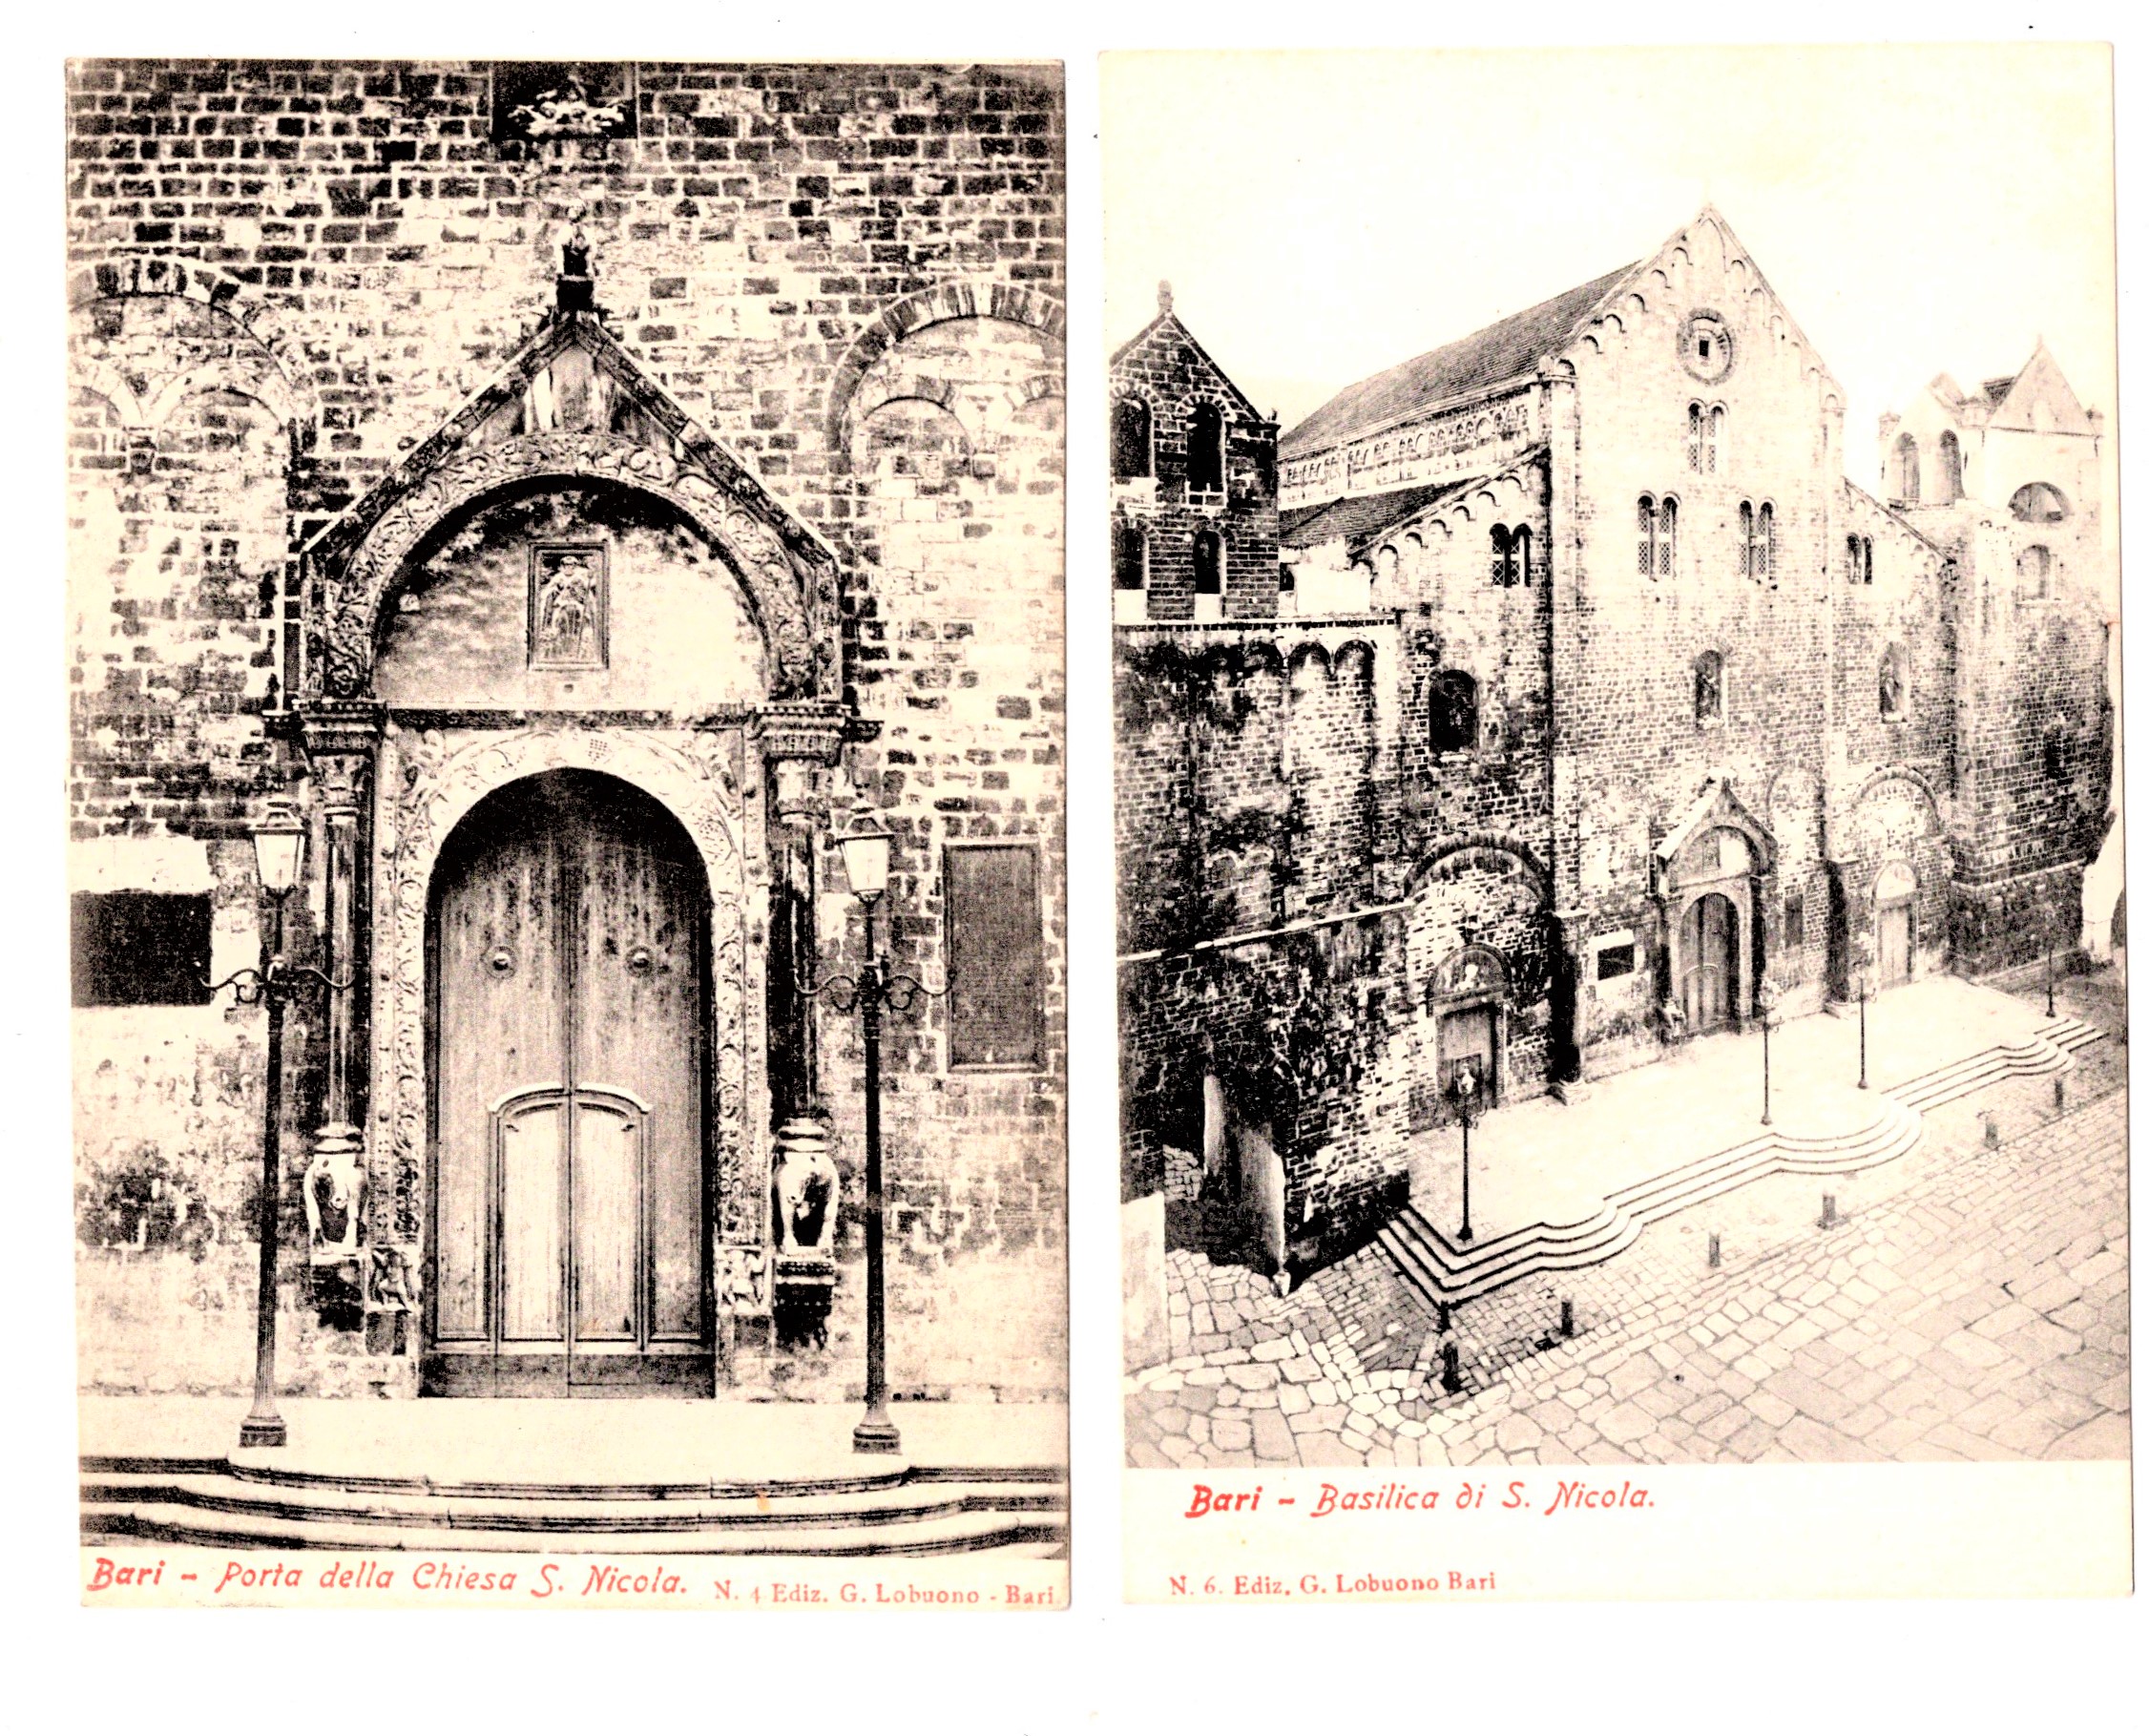 Bari - Porta della Chiesa S. Nicola.
N. 4 Ediz. G. Lobuono - Bari
Bari - Basilica di S. Nicola.
N. 6. Ediz. G. Lobuono Bari